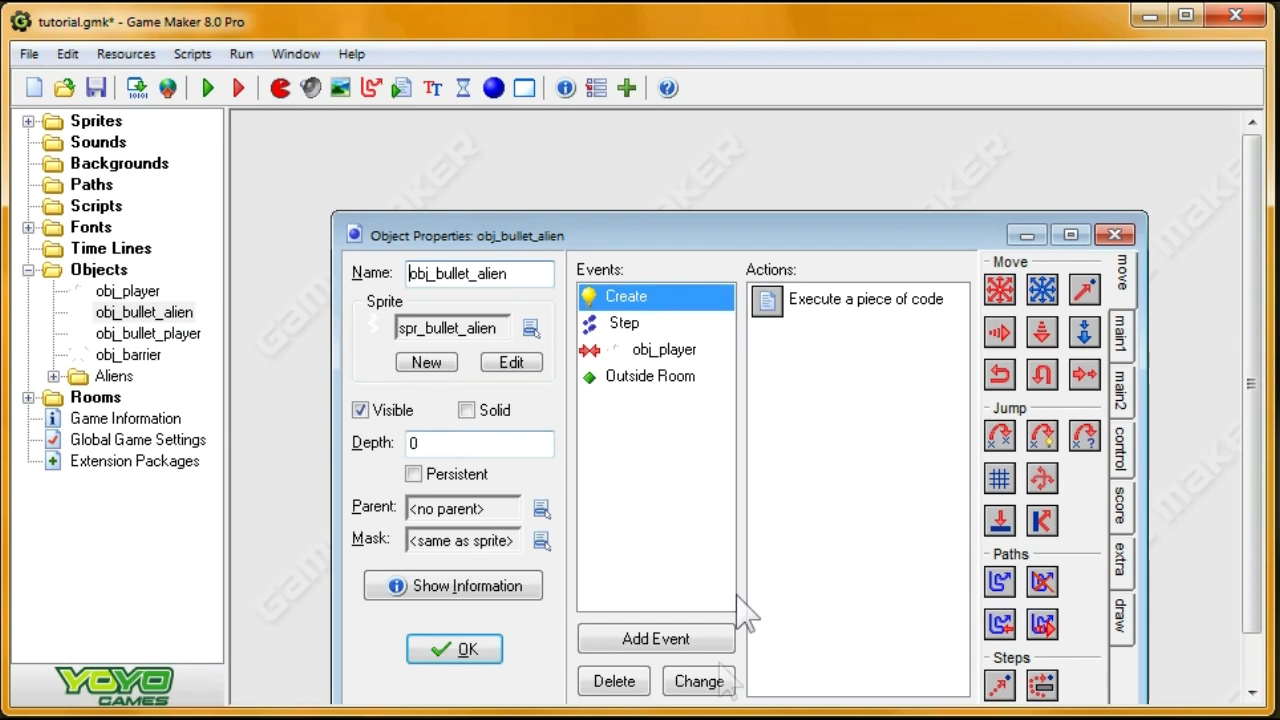 tutorial.gmk* - Game Maker 8.0 Pro
File Edit Resources Scripts Run Window Help
Sprites
Sounds
Backgrounds
Paths
Scripts
Fonts
Time Lines
Objects
obj_player
obj_bullet_alien
obj_bullet_player
obj_barrier
Aliens
Rooms
Game Information
Global Game Settings
Extension Packages
YOYO
GAMES
Object Properties: obj_bullet_alien
Name: obj_bullet_alien
Sprite
spr_bullet_alien
New Edit
Visible Solid
Depth: 0
Persistent
Parent: <no parent>
Mask: <same as sprite>
Show Information
OK
Events:
Create
Step
obj_player
Outside Room
Add Event
Delete Change
Actions:
Execute a piece of code
Move
Jump
Paths
Steps
move
main1
main2
control
score
extra
draw